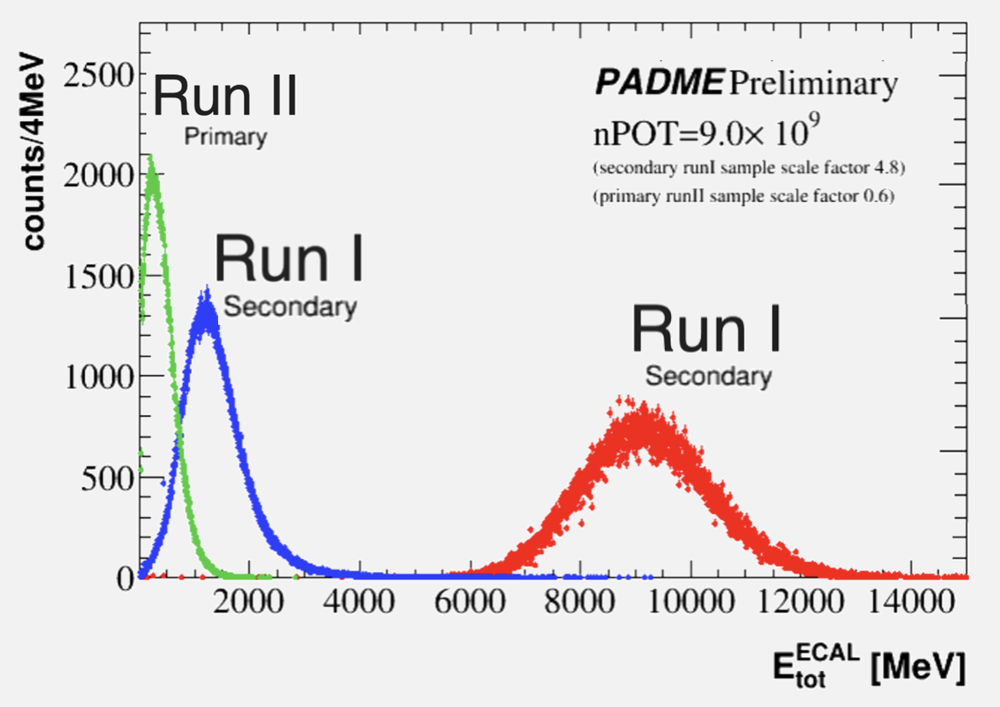 counts/4MeV
2500
2000
1500
1000
500
0
Run II
Primary
Run I
Secondary
Run I
Secondary
PADME Preliminary
nPOT=9.0× 10⁹
(secondary runI sample scale factor 4.8)
(primary runII sample scale factor 0.6)
2000 4000 6000 8000 10000 12000 14000
E_tot^ECAL [MeV]